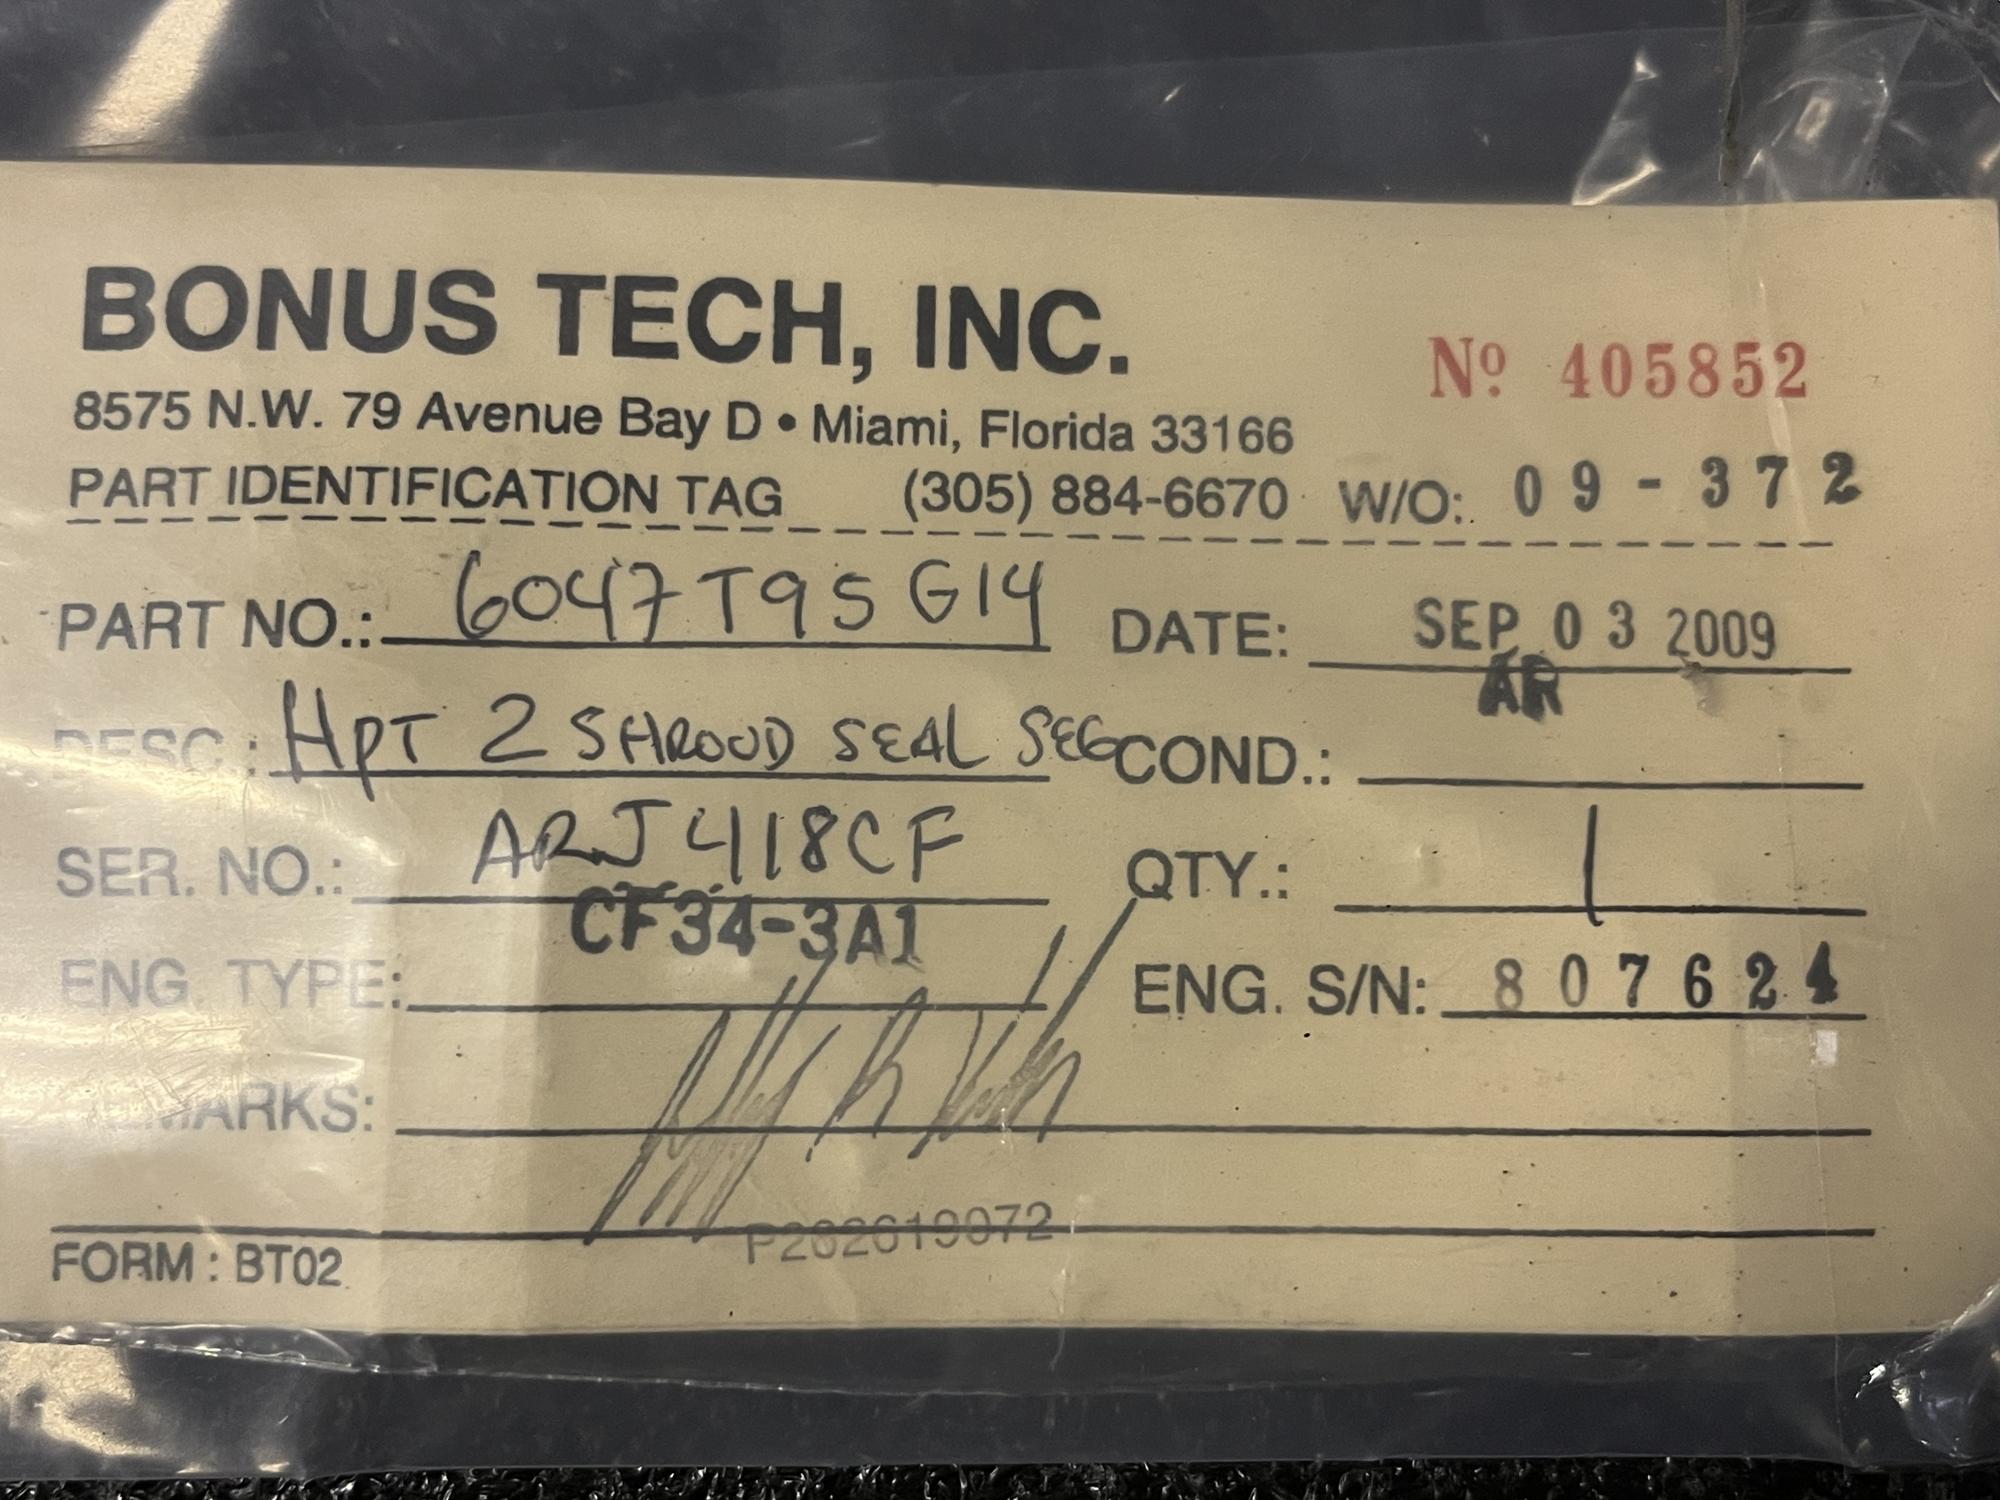 BONUS TECH, INC.
Nº 405852
8575 N.W. 79 Avenue Bay D • Miami, Florida 33166
PART IDENTIFICATION TAG (305) 884-6670 W/O: 09-372
PART NO.: 6047T95G14 DATE: SEP 03 2009
DESC: HPT 2 SHROUD SEAL SEG COND.: AR
SER. NO.: ARJ418CF QTY.: 1
ENG. TYPE: CF34-3A1 ENG. S/N: 807624
REMARKS:
P262619072
FORM : BT02